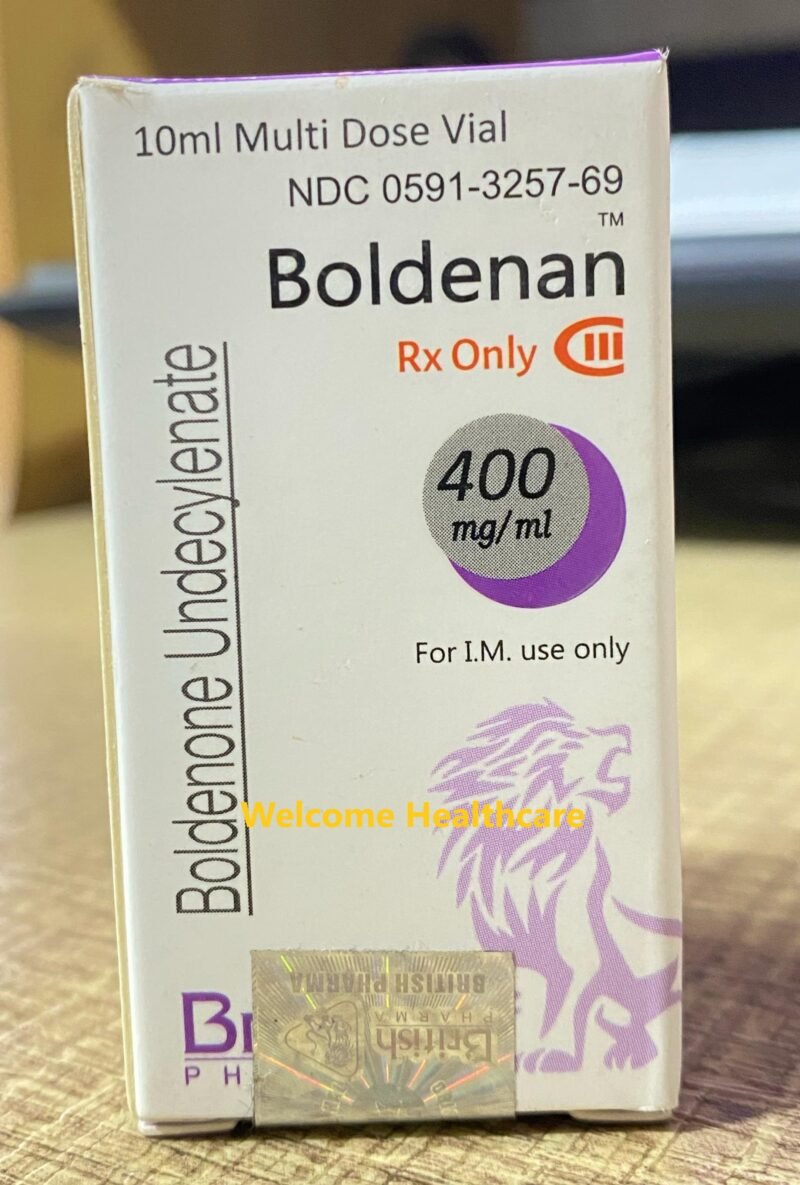 10ml Multi Dose Vial
NDC 0591-3257-69
TM
Boldenan
Rx Only CIII
400
mg/ml
Boldenone Undecylenate
For I.M. use only
Welcome Healthcare
BRITISH PHARMA
British
PHARMA